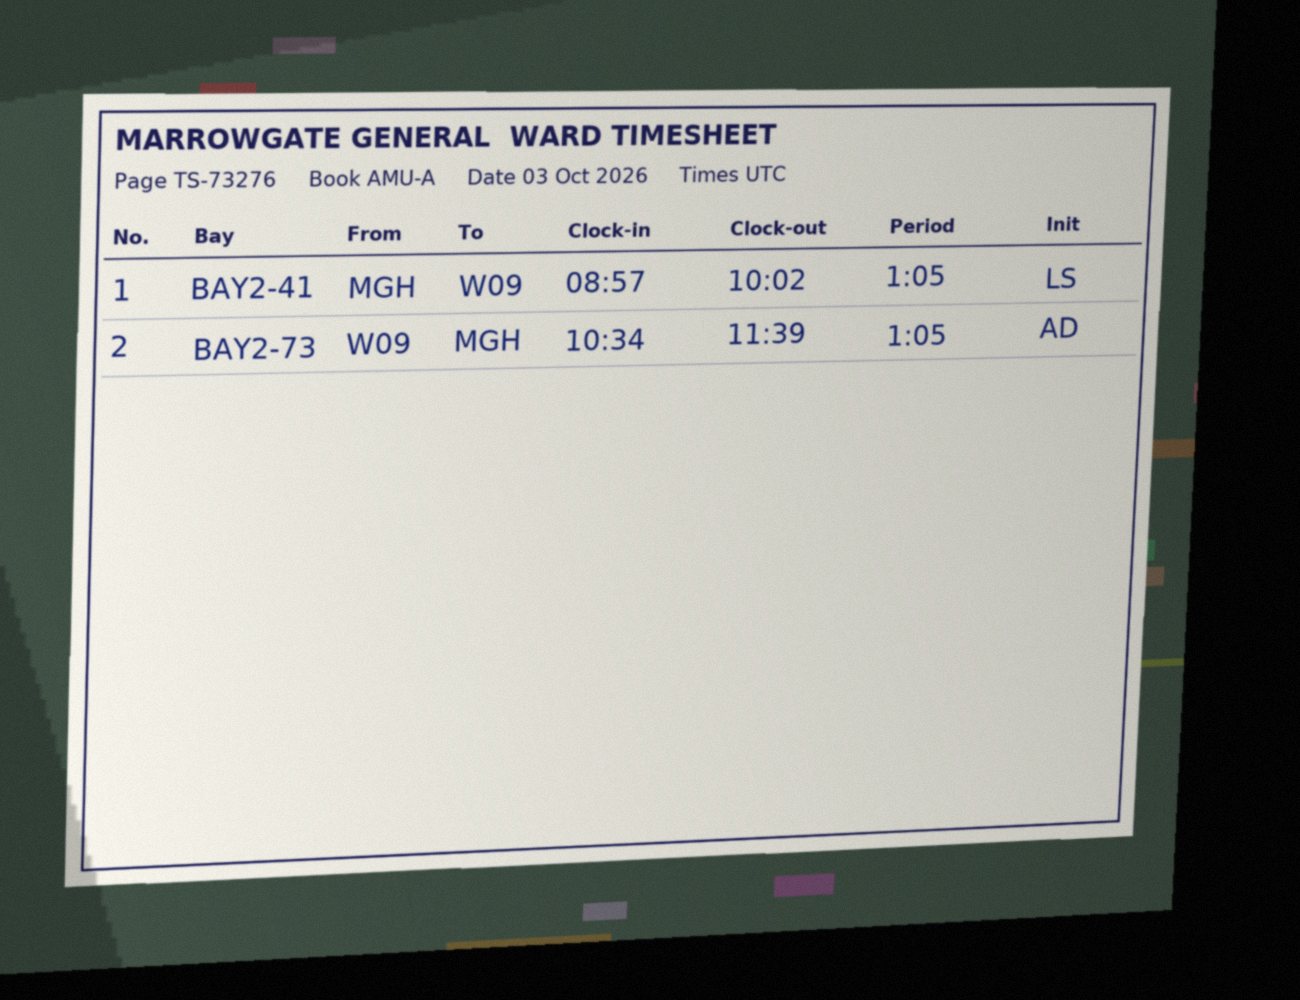 MARROWGATE GENERAL WARD TIMESHEET
Page TS-73276 Book AMU-A Date 03 Oct 2026 Times UTC
No. Bay From To Clock-in Clock-out Period Init
1 BAY2-41 MGH W09 08:57 10:02 1:05 LS
2 BAY2-73 W09 MGH 10:34 11:39 1:05 AD